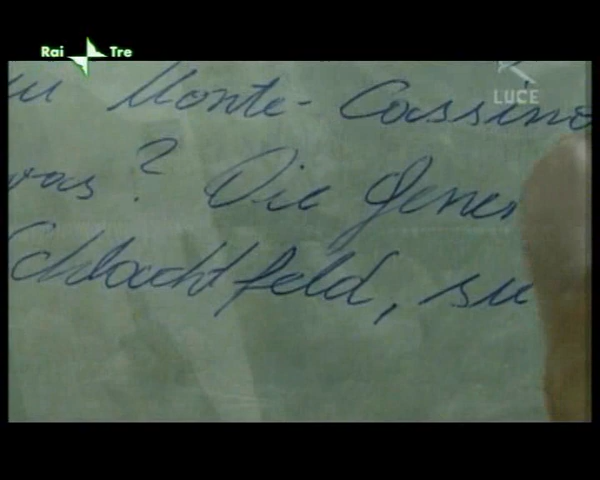 Rai Tre
LUCE
Monte-Cassino
was? Die Gener
Schlachtfeld, su